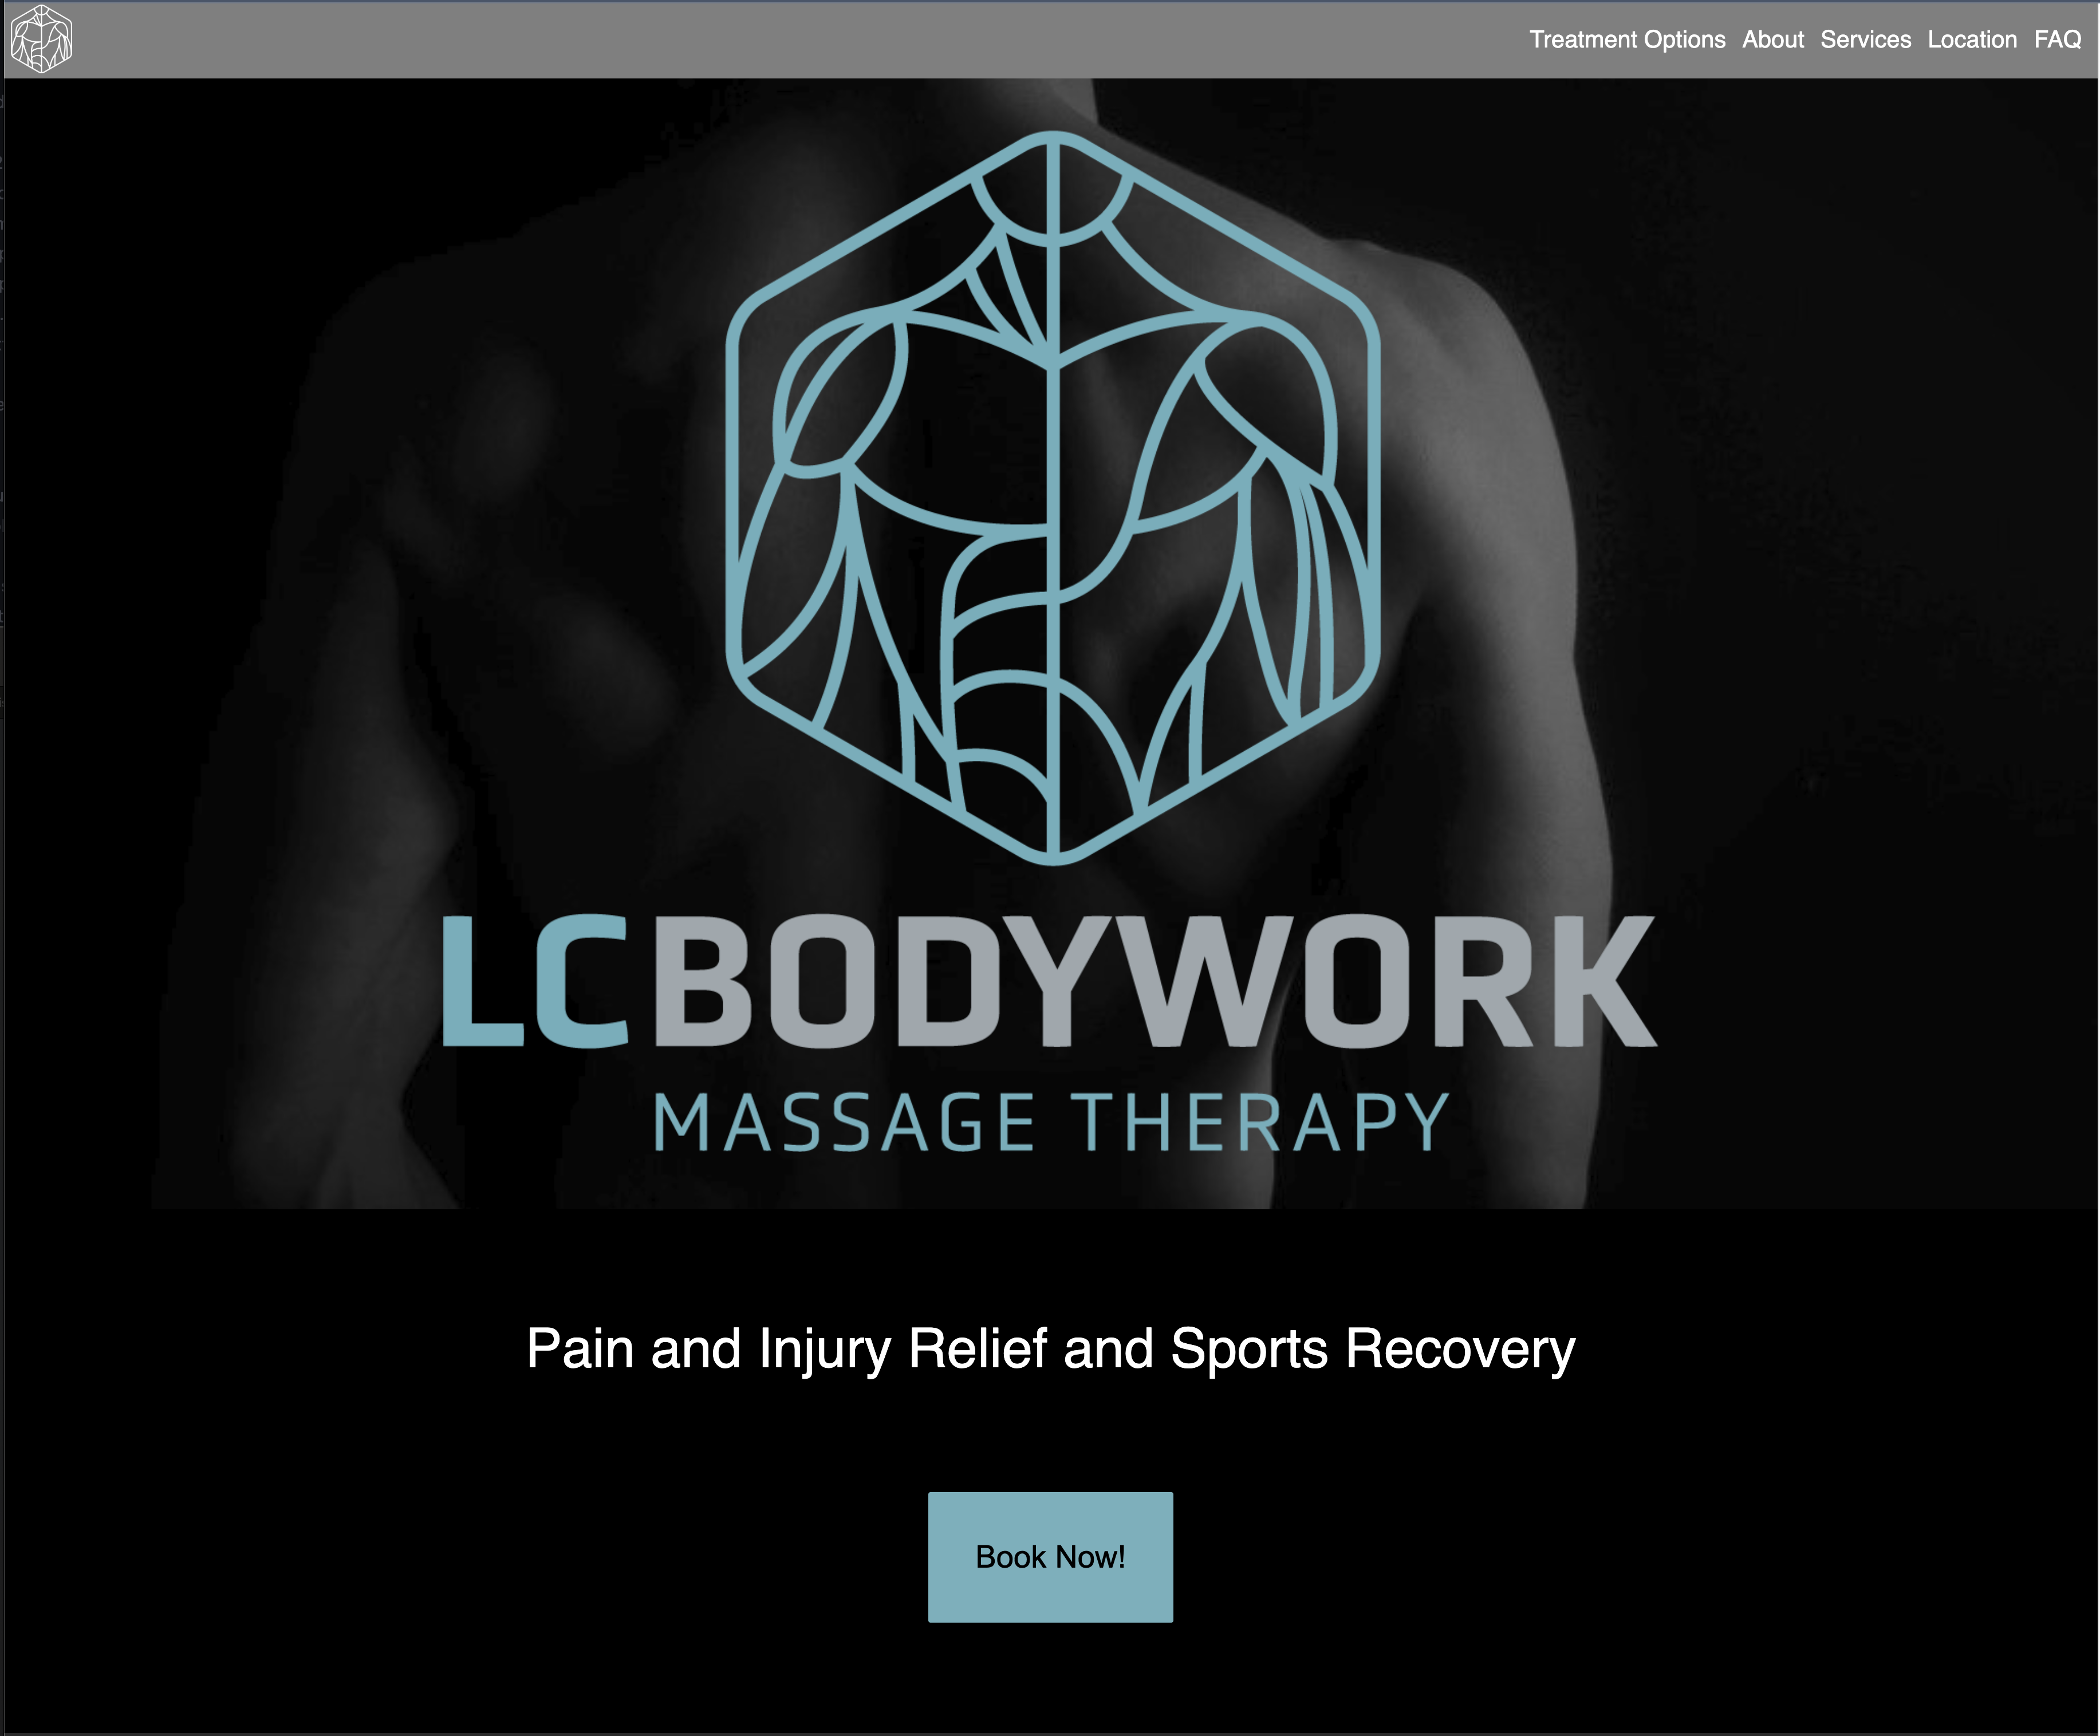 Treatment Options About Services Location FAQ
LCBODYWORK
MASSAGE THERAPY
Pain and Injury Relief and Sports Recovery
Book Now!